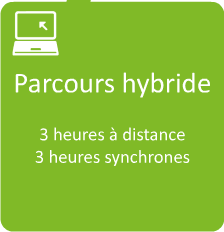 Parcours hybride
3 heures à distance
3 heures synchrones